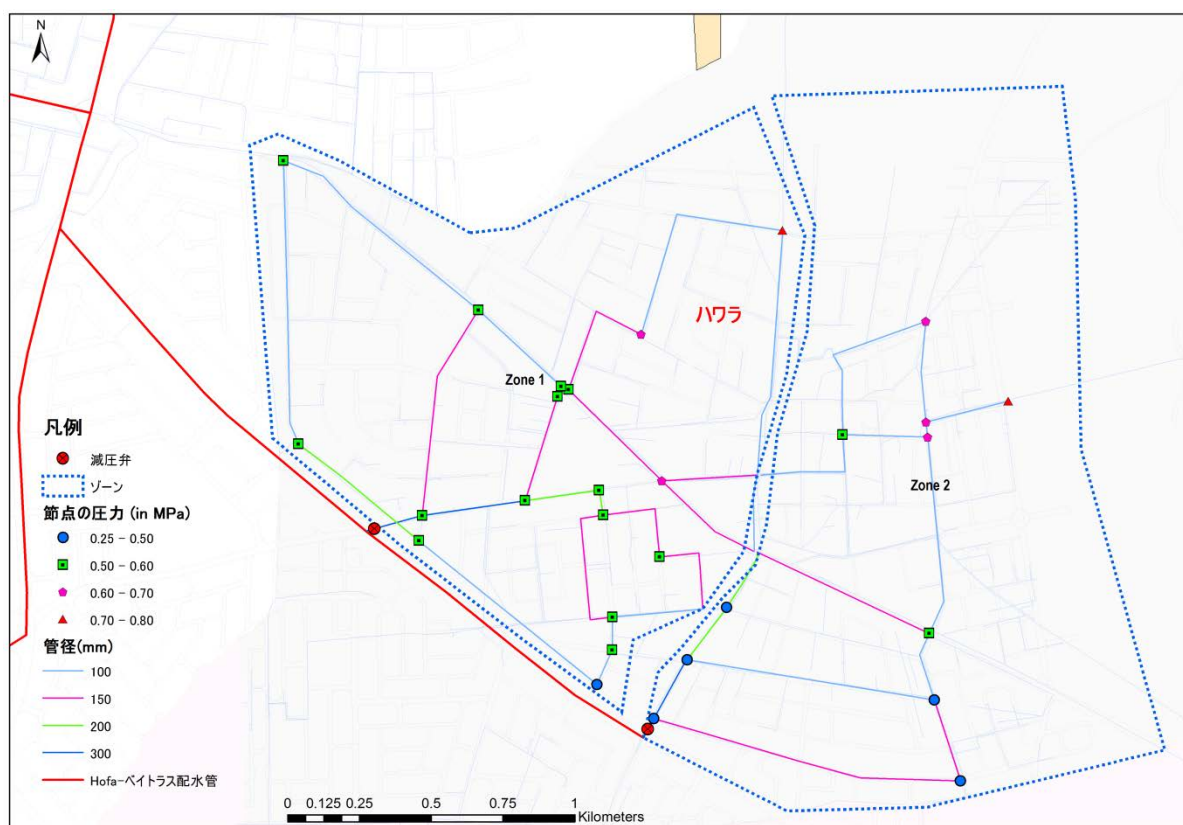 N
ハワラ
Zone 1
Zone 2
凡例
減圧弁
ゾーン
節点の圧力 (in MPa)
0.25 – 0.50
0.50 – 0.60
0.60 – 0.70
0.70 – 0.80
管径(mm)
100
150
200
300
Hofa-ベイトラス配水管
0 0.125 0.25 0.5 0.75 1
Kilometers